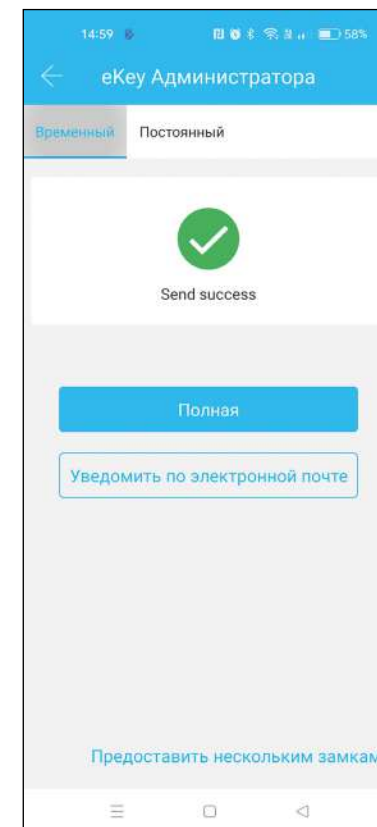 14:59 58%
eKey Администратора
Временный Постоянный
Send success
Полная
Уведомить по электронной почте
Предоставить нескольким замкам